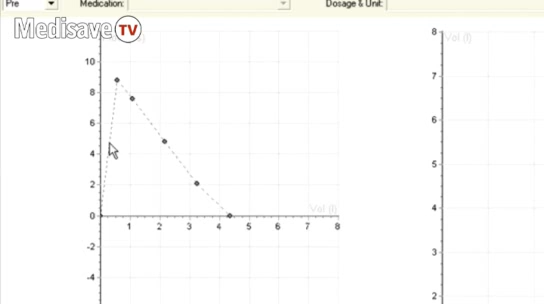 Pre
Medication:
Dosage & Unit:
Medisave TV
10
8
6
4
2
0
-2
-4
1 2 3 4 5 6 7 8
Vol (l)
Vol (l)
8
7
6
5
4
3
2